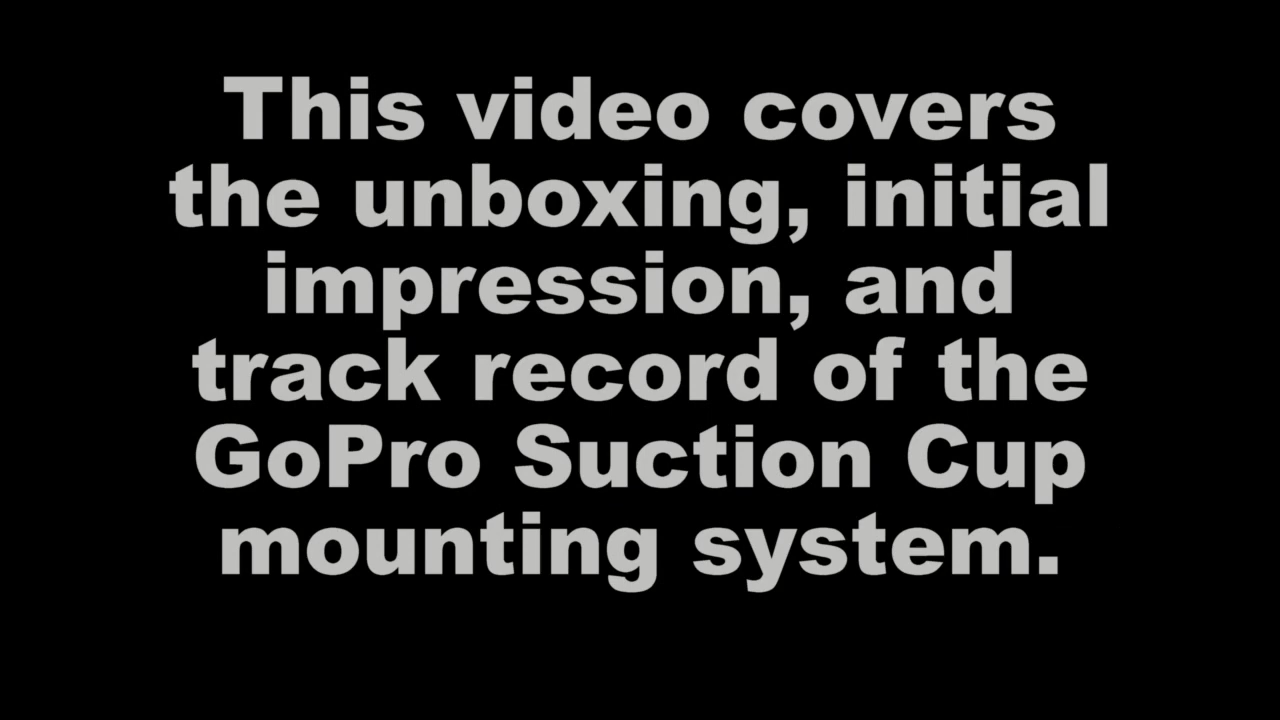 This video covers
the unboxing, initial
impression, and
track record of the
GoPro Suction Cup
mounting system.